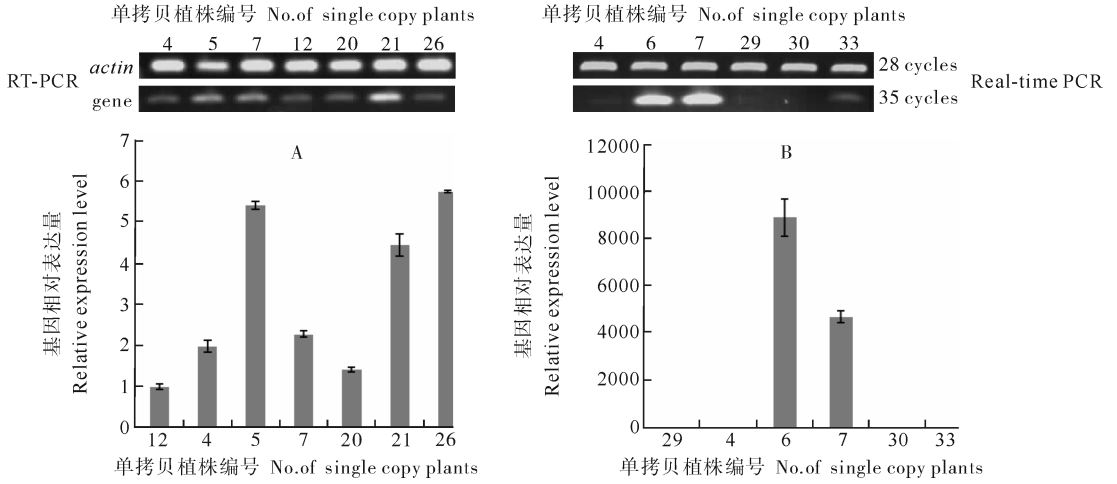 单拷贝植株编号 No.of single copy plants
4 5 7 12 20 21 26
RT-PCR
actin
gene
单拷贝植株编号 No.of single copy plants
4 6 7 29 30 33
28 cycles
35 cycles
Real-time PCR
A
基因相对表达量
Relative expression level
7
6
5
4
3
2
1
0
12 4 5 7 20 21 26
单拷贝植株编号 No.of single copy plants
B
基因相对表达量
Relative expression level
12000
10000
8000
6000
4000
2000
0
29 4 6 7 30 33
单拷贝植株编号 No.of single copy plants